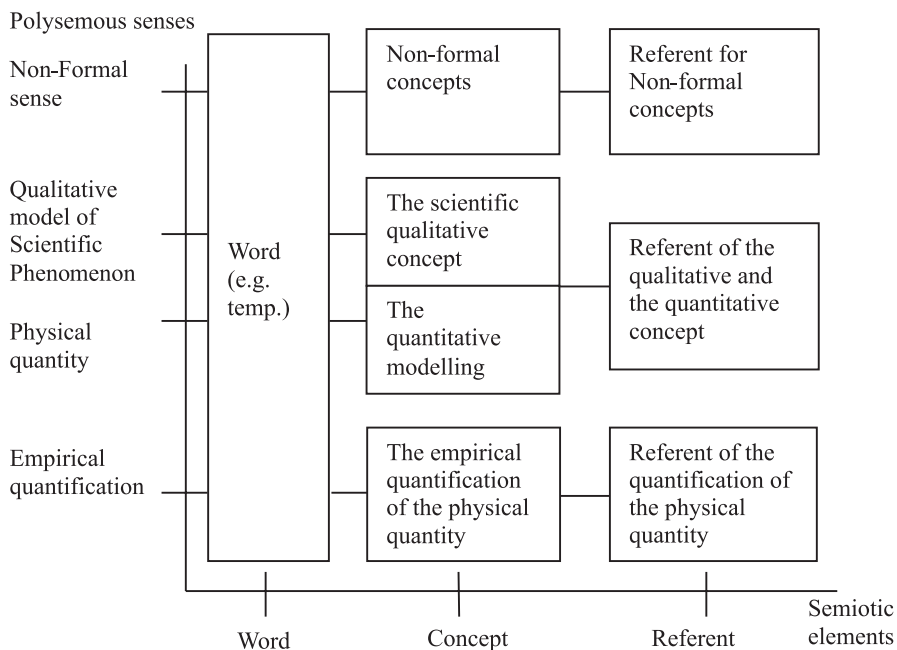 Polysemous senses
Non-Formal
sense
Non-formal
concepts
Referent for
Non-formal
concepts
Qualitative
model of
Scientific
Phenomenon
Word
(e.g.
temp.)
The scientific
qualitative
concept
Referent of the
qualitative and
the quantitative
concept
Physical
quantity
The
quantitative
modelling
Empirical
quantification
The empirical
quantification
of the physical
quantity
Referent of the
quantification of
the physical
quantity
Semiotic
elements
Word
Concept
Referent